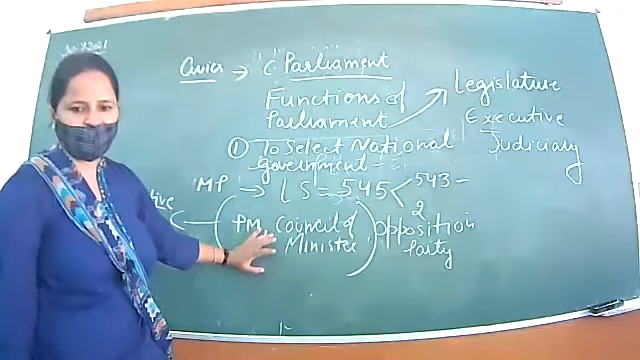 Civics → " Parliament
Functions of
Parliament
Legislature
Executive
Judiciary
① To Select National
government
"MP → LS = 545 < 543 -
2
(PM, Council of
Ministee)
opposition
Party